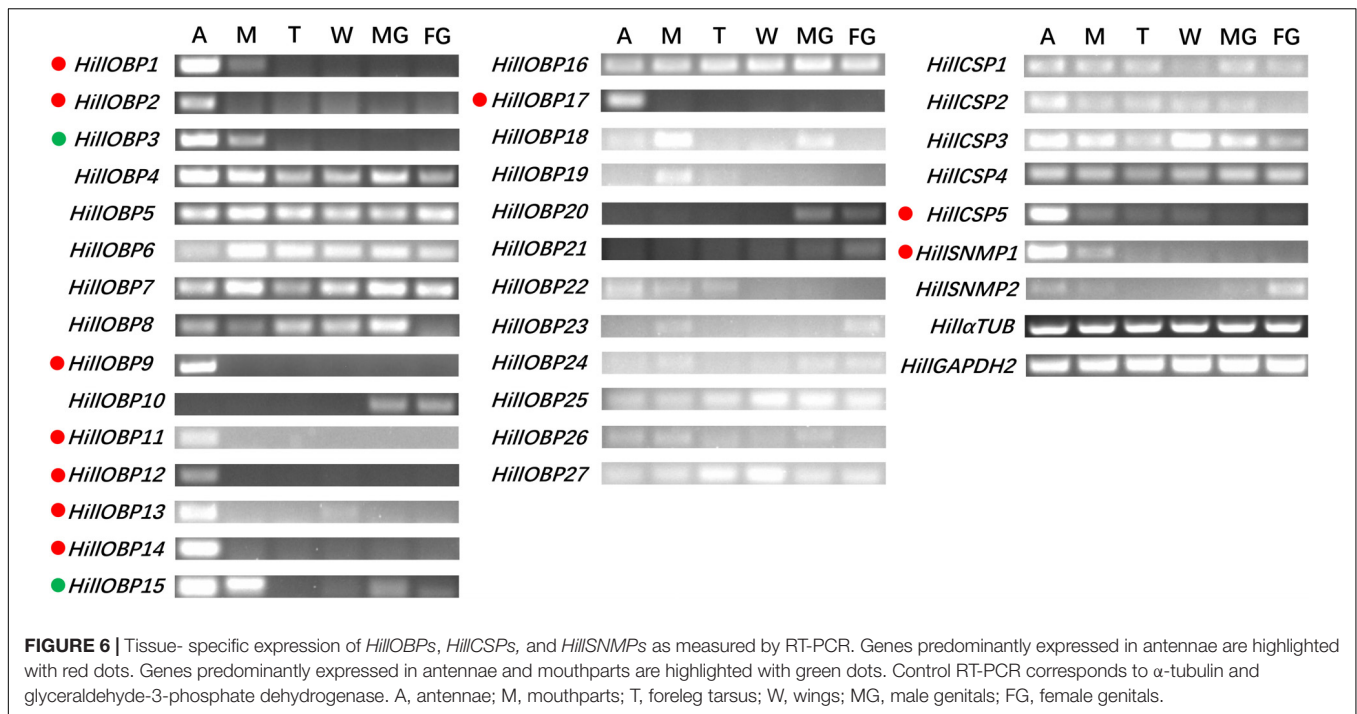 A M T W MG FG
HillOBP1
HillOBP2
HillOBP3
HillOBP4
HillOBP5
HillOBP6
HillOBP7
HillOBP8
HillOBP9
HillOBP10
HillOBP11
HillOBP12
HillOBP13
HillOBP14
HillOBP15
A M T W MG FG
HillOBP16
HillOBP17
HillOBP18
HillOBP19
HillOBP20
HillOBP21
HillOBP22
HillOBP23
HillOBP24
HillOBP25
HillOBP26
HillOBP27
A M T W MG FG
HillCSP1
HillCSP2
HillCSP3
HillCSP4
HillCSP5
HillSNMP1
HillSNMP2
HillαTUB
HillGAPDH2
FIGURE 6 | Tissue- specific expression of HillOBPs, HillCSPs, and HillSNMPs as measured by RT-PCR. Genes predominantly expressed in antennae are highlighted
with red dots. Genes predominantly expressed in antennae and mouthparts are highlighted with green dots. Control RT-PCR corresponds to α-tubulin and
glyceraldehyde-3-phosphate dehydrogenase. A, antennae; M, mouthparts; T, foreleg tarsus; W, wings; MG, male genitals; FG, female genitals.